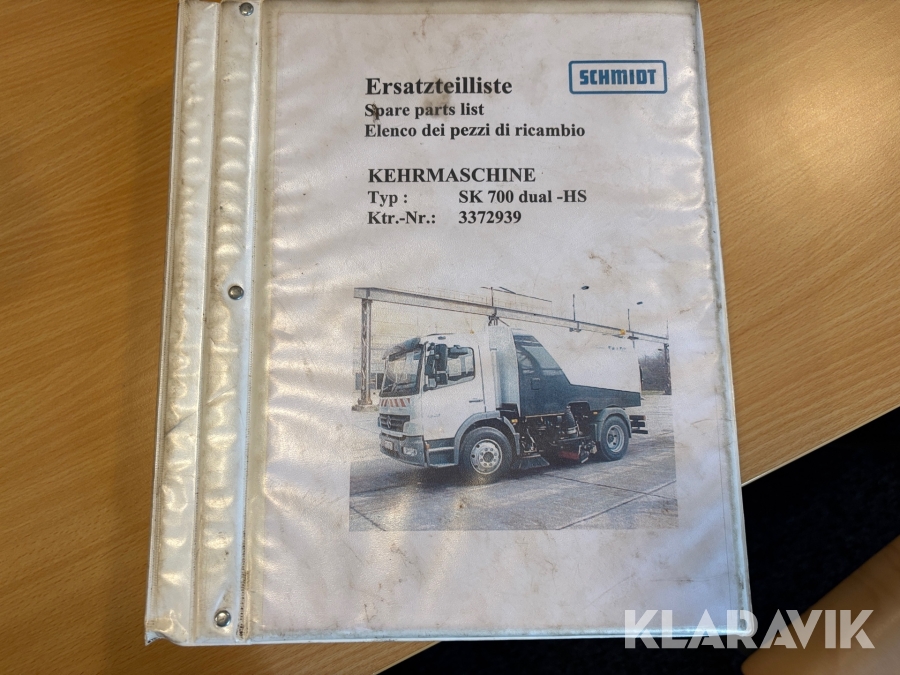 SCHMIDT
Ersatzteilliste
Spare parts list
Elenco dei pezzi di ricambio
KEHRMASCHINE
Typ : SK 700 dual -HS
Ktr.-Nr.: 3372939
KLARAVIK